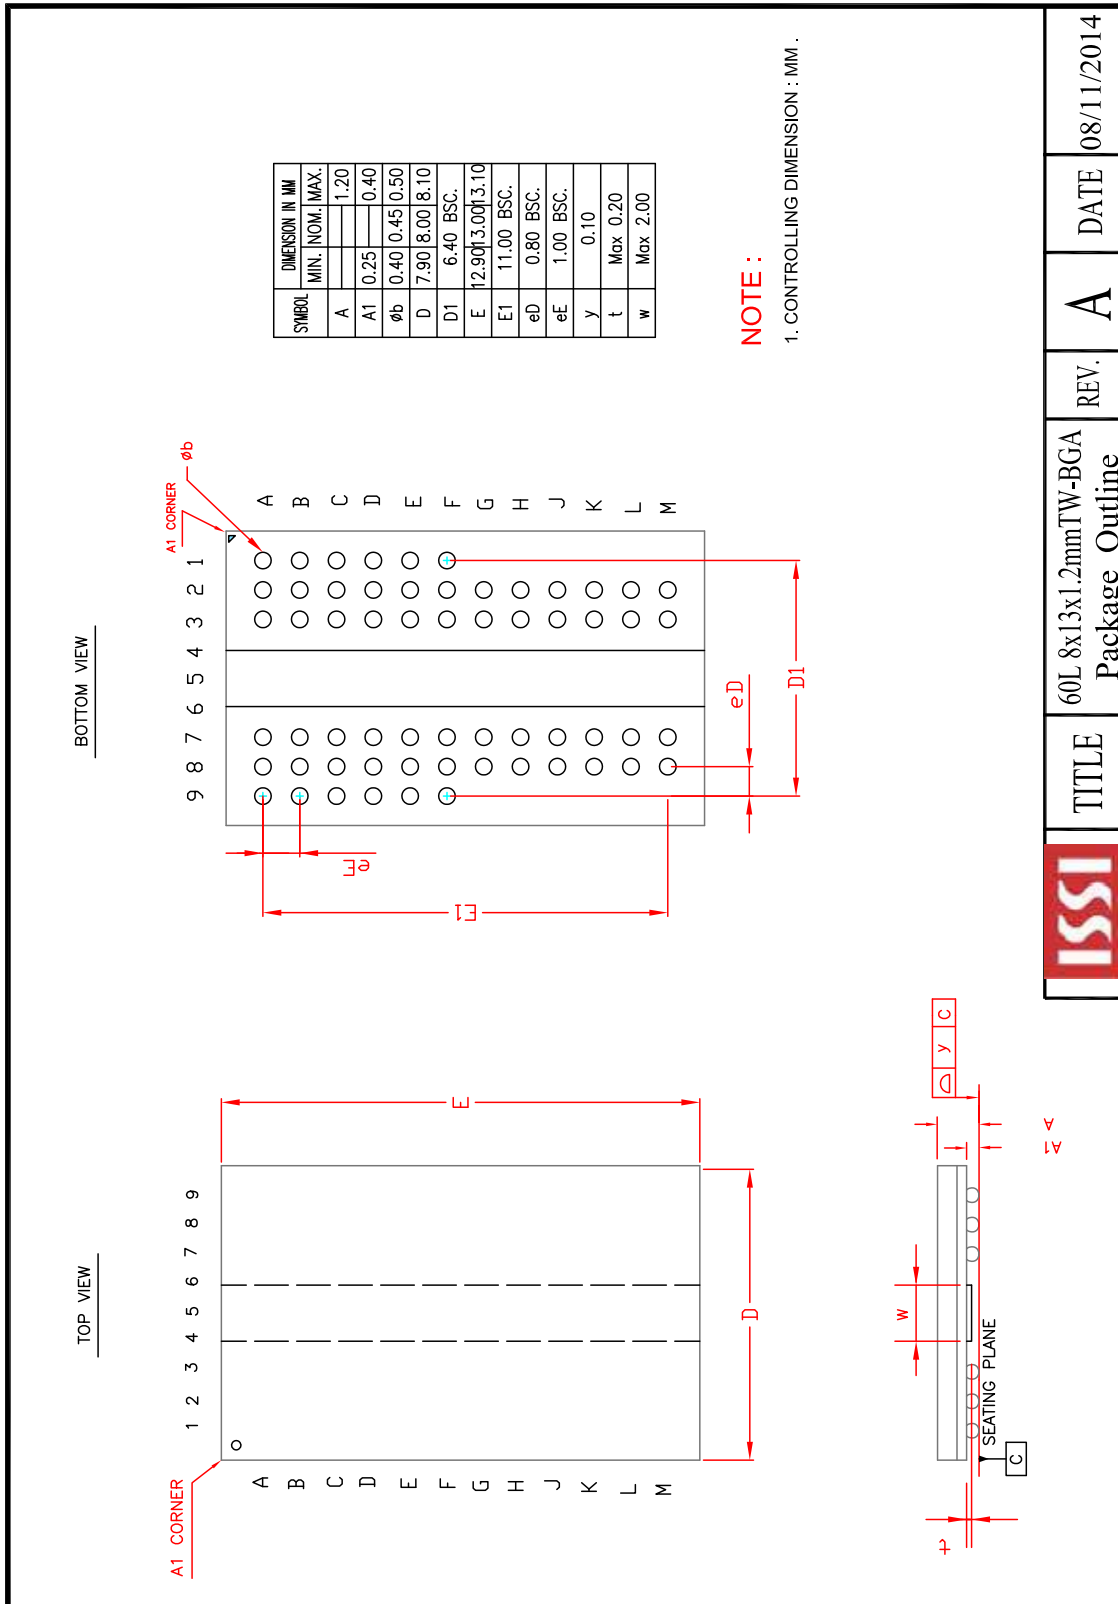 TOP VIEW
A1 CORNER
1 2 3 4 5 6 7 8 9
A
B
C
D
E
F
G
H
J
K
L
M
E
D
BOTTOM VIEW
A1 CORNER
øb
9 8 7 6 5 4 3 2 1
A
B
C
D
E
F
G
H
J
K
L
M
eE
E1
eD
D1
SYMBOL DIMENSION IN MM
MIN. NOM. MAX.
A 1.20
A1 0.25 0.40
øb 0.40 0.45 0.50
D 7.90 8.00 8.10
D1 6.40 BSC.
E 12.90 13.00 13.10
E1 11.00 BSC.
eD 0.80 BSC.
eE 1.00 BSC.
y 0.10
t Max 0.20
w Max 2.00
NOTE :
1. CONTROLLING DIMENSION : MM .
w
t
SEATING PLANE
C
y C
A
A1
ISSI
TITLE
60L 8x13x1.2mmTW-BGA
Package Outline
REV.
A
DATE
08/11/2014